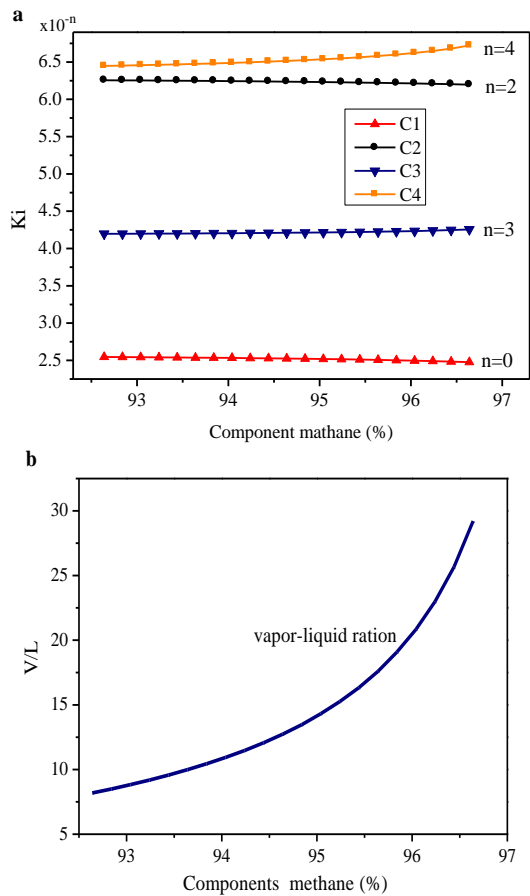 a
x10⁻ⁿ
6.5
6.0
5.5
5.0
4.5
4.0
3.5
3.0
2.5
Ki
n=4
n=2
n=3
n=0
C1
C2
C3
C4
93 94 95 96 97
Component mathane (%)
b
30
25
20
15
10
5
V/L
vapor-liquid ration
93 94 95 96 97
Components methane (%)